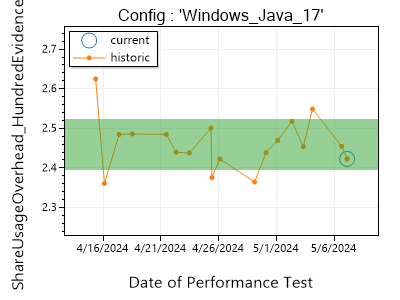 Config : 'Windows_Java_17'
ShareUsageOverhead_HundredEvidence
current
historic
2.7
2.6
2.5
2.4
2.3
4/16/2024 4/21/2024 4/26/2024 5/1/2024 5/6/2024
Date of Performance Test